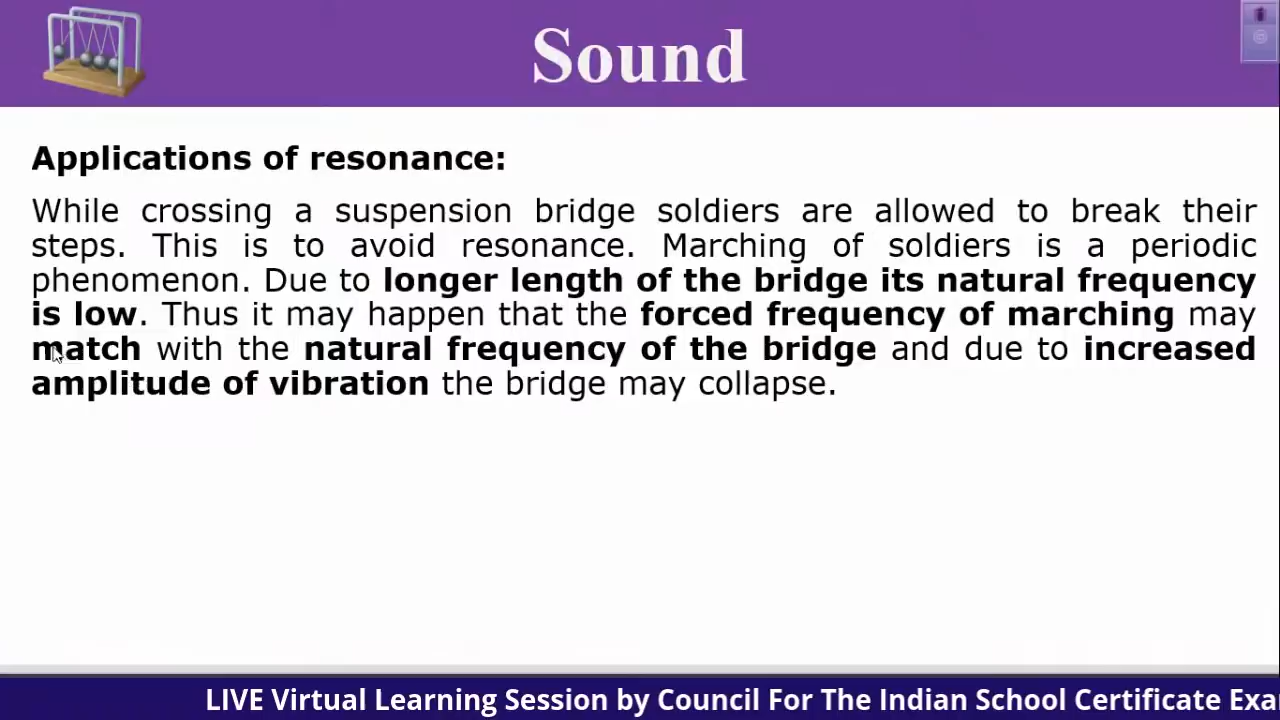 Sound
Applications of resonance:
While crossing a suspension bridge soldiers are allowed to break their
steps. This is to avoid resonance. Marching of soldiers is a periodic
phenomenon. Due to longer length of the bridge its natural frequency
is low. Thus it may happen that the forced frequency of marching may
match with the natural frequency of the bridge and due to increased
amplitude of vibration the bridge may collapse.
LIVE Virtual Learning Session by Council For The Indian School Certificate Exa